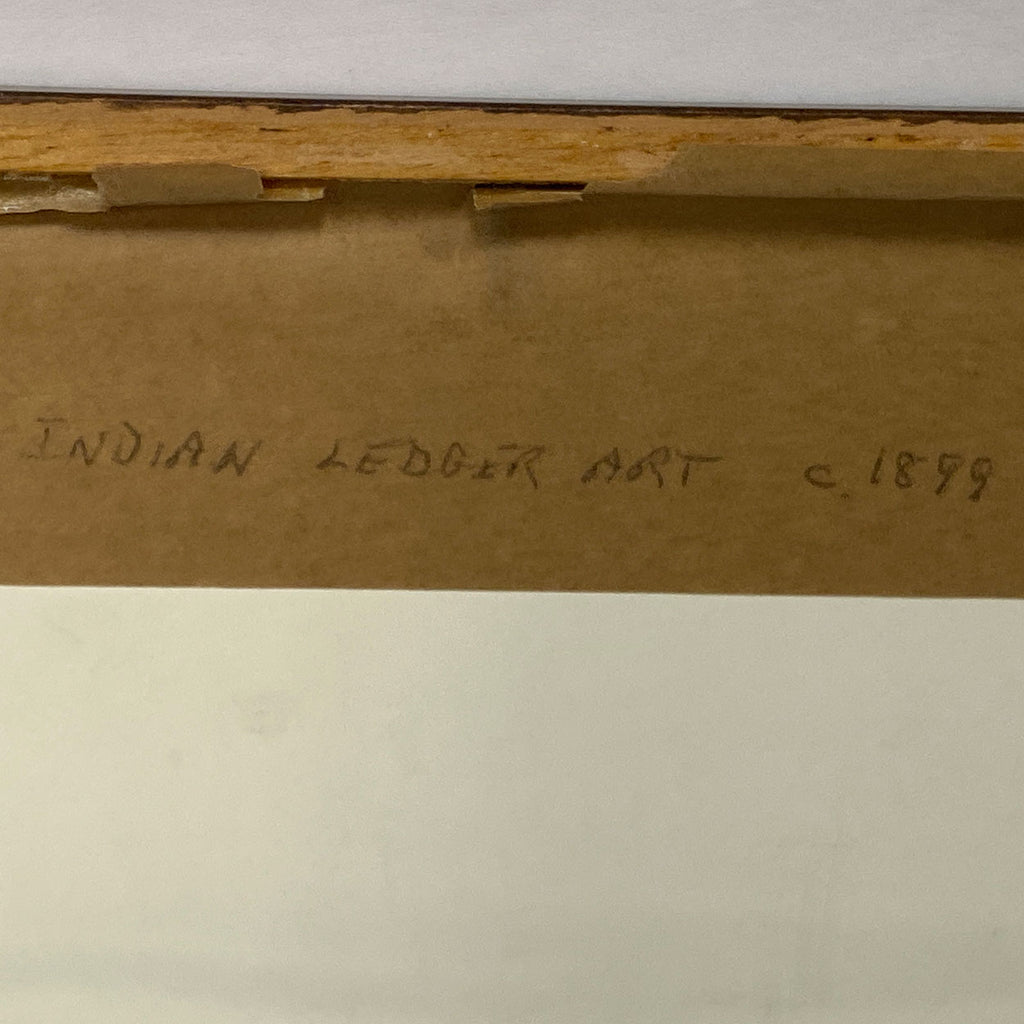 INDIAN LEDGER ART c. 1899